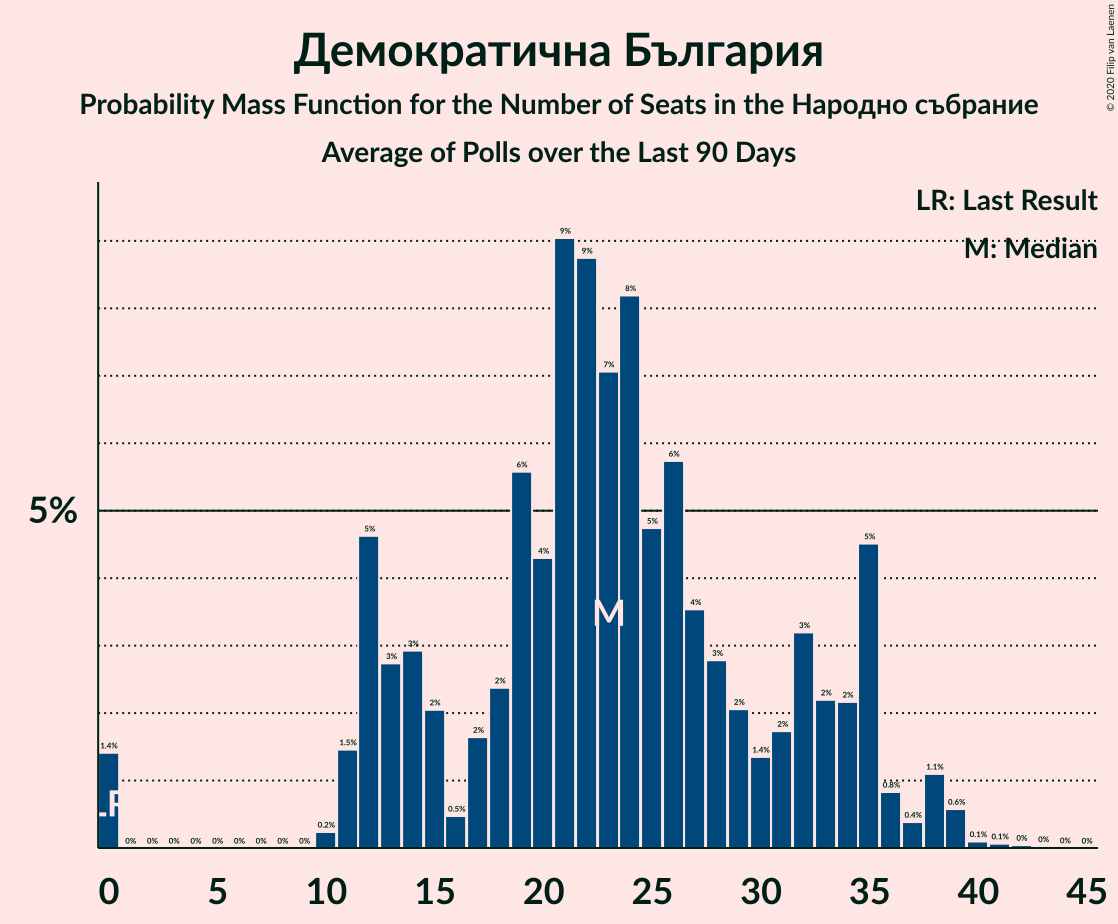 Демократична България
Probability Mass Function for the Number of Seats in the Народно събрание
Average of Polls over the Last 90 Days
© 2020 Filip van Laenen
LR: Last Result
M: Median
5%
1.4% 0% 0% 0% 0% 0% 0% 0% 0% 0% 0.2% 1.5% 5% 3% 3% 2% 0.5% 2% 2% 6% 4% 9% 9% 7% 8% 5% 6% 4% 3% 2% 1.4% 2% 3% 2% 2% 5% 0.8% 0.4% 1.1% 0.6% 0.1% 0.1% 0% 0% 0% 0%
LR
M
0 5 10 15 20 25 30 35 40 45